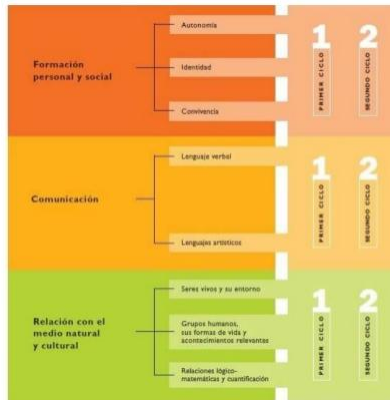 Formación
personal y social
Autonomía
Identidad
Convivencia
1
PRIMER CICLO
2
SEGUNDO CICLO
Comunicación
Lenguaje verbal
Lenguajes artísticos
1
PRIMER CICLO
2
SEGUNDO CICLO
Relación con el
medio natural
y cultural
Seres vivos y su entorno
Grupos humanos,
sus formas de vida y
acontecimientos relevantes
Relaciones lógico-
matemáticas y cuantificación
1
PRIMER CICLO
2
SEGUNDO CICLO